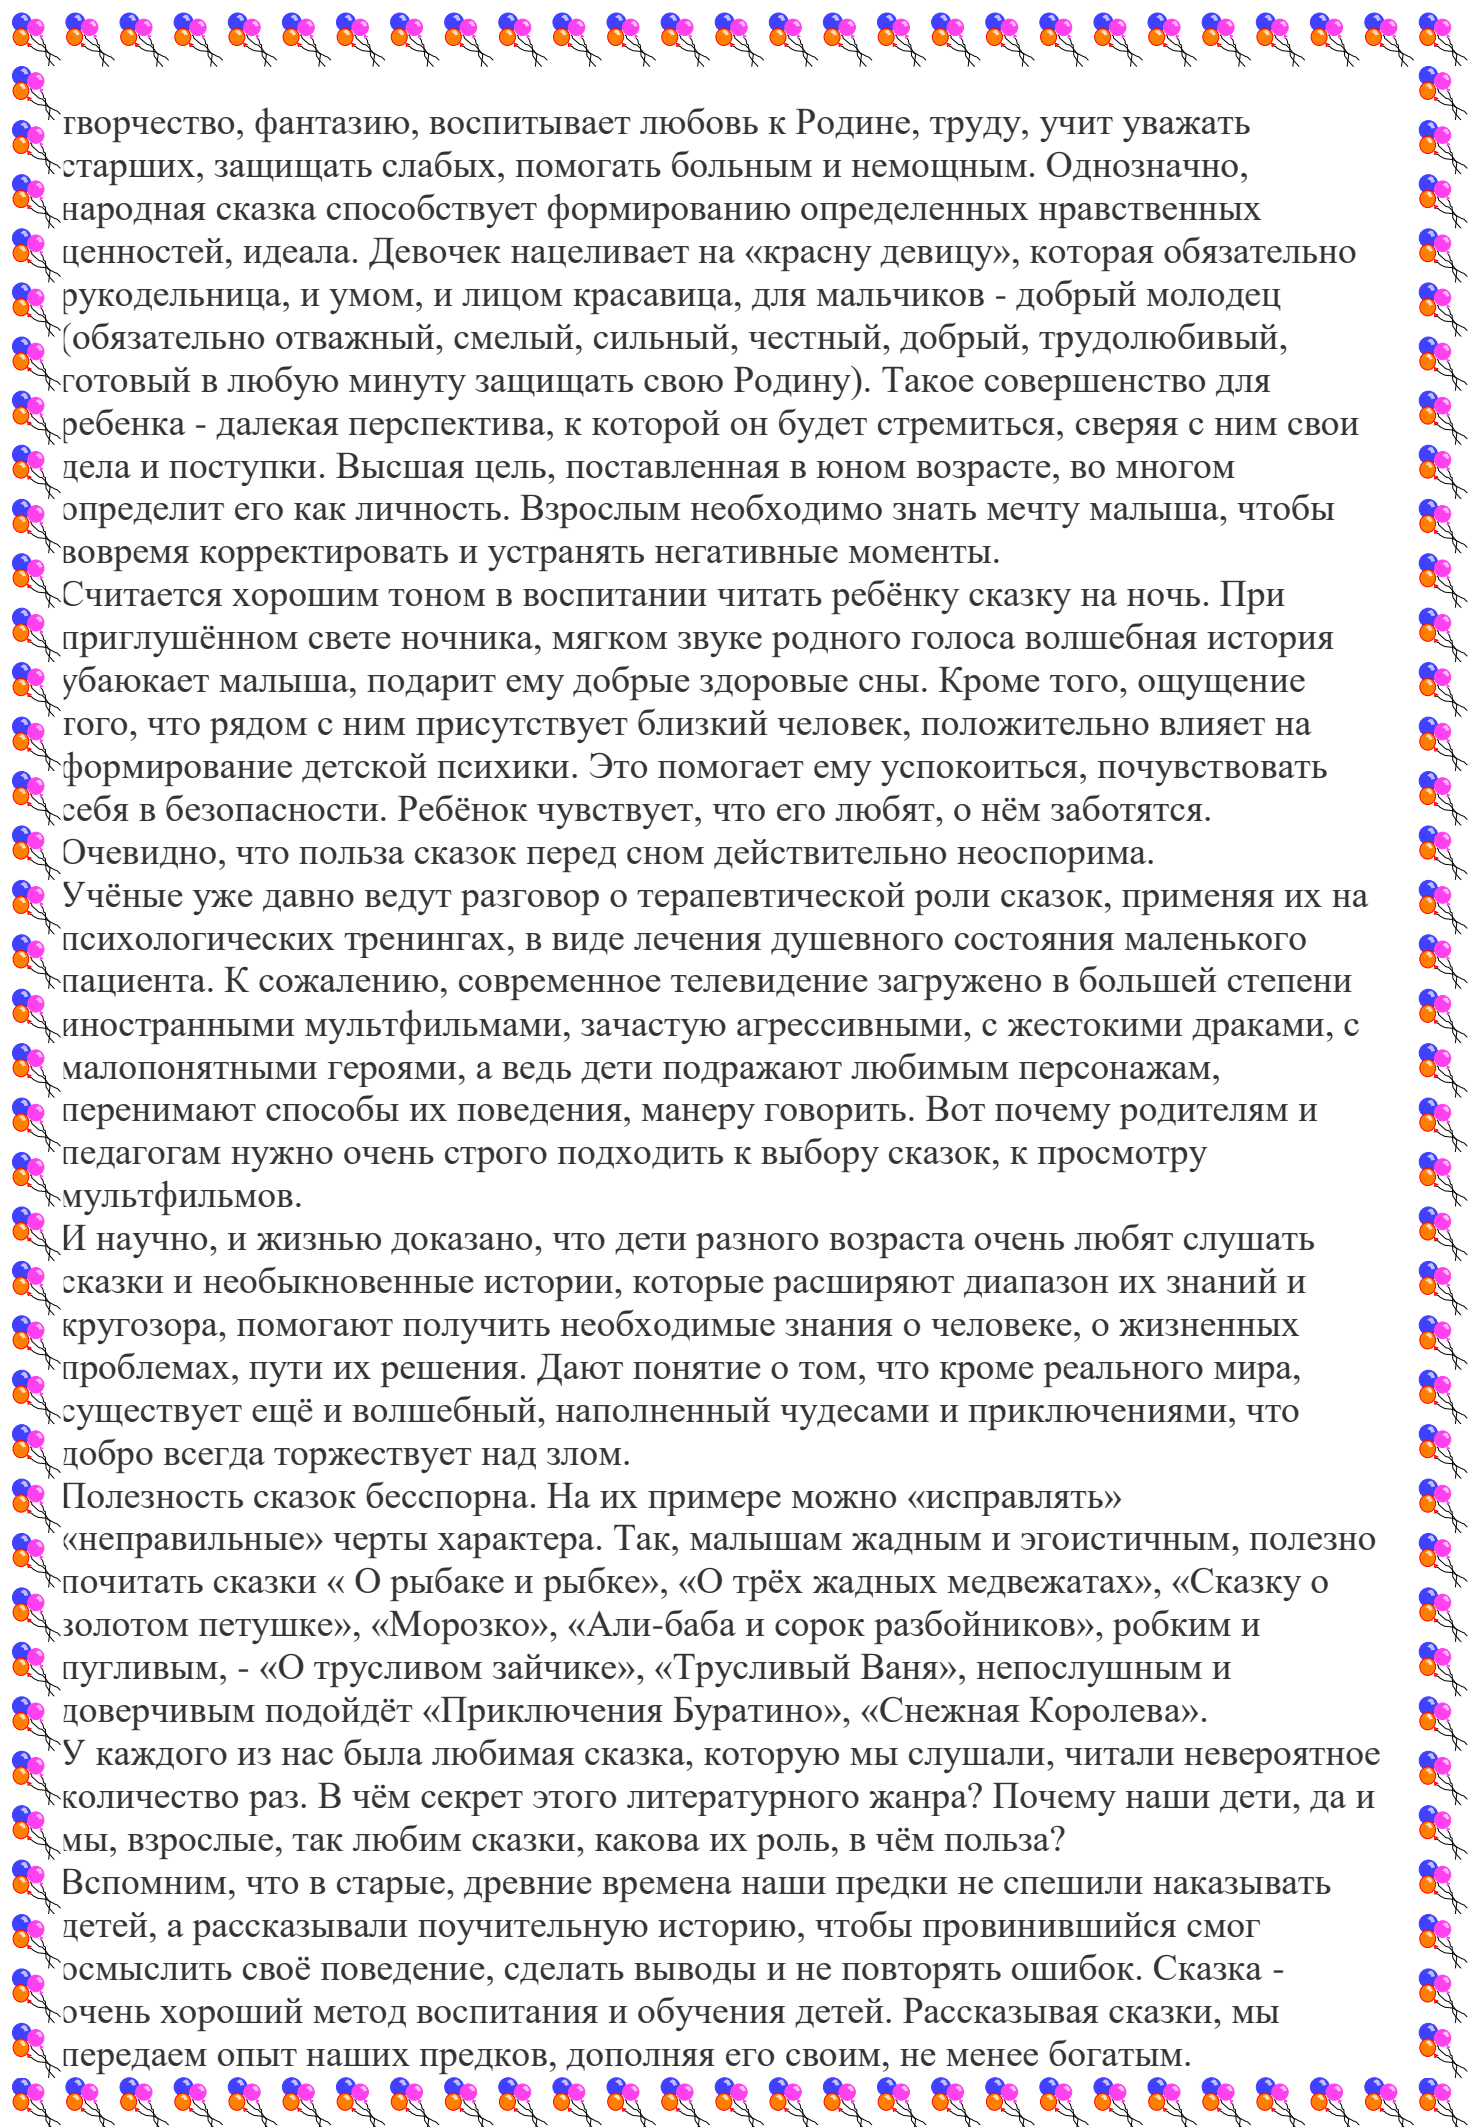 творчество, фантазию, воспитывает любовь к Родине, труду, учит уважать
старших, защищать слабых, помогать больным и немощным. Однозначно,
народная сказка способствует формированию определенных нравственных
ценностей, идеала. Девочек нацеливает на «красну девицу», которая обязательно
рукодельница, и умом, и лицом красавица, для мальчиков - добрый молодец
(обязательно отважный, смелый, сильный, честный, добрый, трудолюбивый,
готовый в любую минуту защищать свою Родину). Такое совершенство для
ребенка - далекая перспектива, к которой он будет стремиться, сверяя с ним свои
дела и поступки. Высшая цель, поставленная в юном возрасте, во многом
определит его как личность. Взрослым необходимо знать мечту малыша, чтобы
вовремя корректировать и устранять негативные моменты.
Считается хорошим тоном в воспитании читать ребёнку сказку на ночь. При
приглушённом свете ночника, мягком звуке родного голоса волшебная история
убаюкает малыша, подарит ему добрые здоровые сны. Кроме того, ощущение
того, что рядом с ним присутствует близкий человек, положительно влияет на
формирование детской психики. Это помогает ему успокоиться, почувствовать
себя в безопасности. Ребёнок чувствует, что его любят, о нём заботятся.
Очевидно, что польза сказок перед сном действительно неоспорима.
Учёные уже давно ведут разговор о терапевтической роли сказок, применяя их на
психологических тренингах, в виде лечения душевного состояния маленького
пациента. К сожалению, современное телевидение загружено в большей степени
иностранными мультфильмами, зачастую агрессивными, с жестокими драками, с
малопонятными героями, а ведь дети подражают любимым персонажам,
перенимают способы их поведения, манеру говорить. Вот почему родителям и
педагогам нужно очень строго подходить к выбору сказок, к просмотру
мультфильмов.
И научно, и жизнью доказано, что дети разного возраста очень любят слушать
сказки и необыкновенные истории, которые расширяют диапазон их знаний и
кругозора, помогают получить необходимые знания о человеке, о жизненных
проблемах, пути их решения. Дают понятие о том, что кроме реального мира,
существует ещё и волшебный, наполненный чудесами и приключениями, что
добро всегда торжествует над злом.
Полезность сказок бесспорна. На их примере можно «исправлять»
«неправильные» черты характера. Так, малышам жадным и эгоистичным, полезно
почитать сказки « О рыбаке и рыбке», «О трёх жадных медвежатах», «Сказку о
золотом петушке», «Морозко», «Али-баба и сорок разбойников», робким и
пугливым, - «О трусливом зайчике», «Трусливый Ваня», непослушным и
доверчивым подойдёт «Приключения Буратино», «Снежная Королева».
У каждого из нас была любимая сказка, которую мы слушали, читали невероятное
количество раз. В чём секрет этого литературного жанра? Почему наши дети, да и
мы, взрослые, так любим сказки, какова их роль, в чём польза?
Вспомним, что в старые, древние времена наши предки не спешили наказывать
детей, а рассказывали поучительную историю, чтобы провинившийся смог
осмыслить своё поведение, сделать выводы и не повторять ошибок. Сказка -
очень хороший метод воспитания и обучения детей. Рассказывая сказки, мы
передаем опыт наших предков, дополняя его своим, не менее богатым.